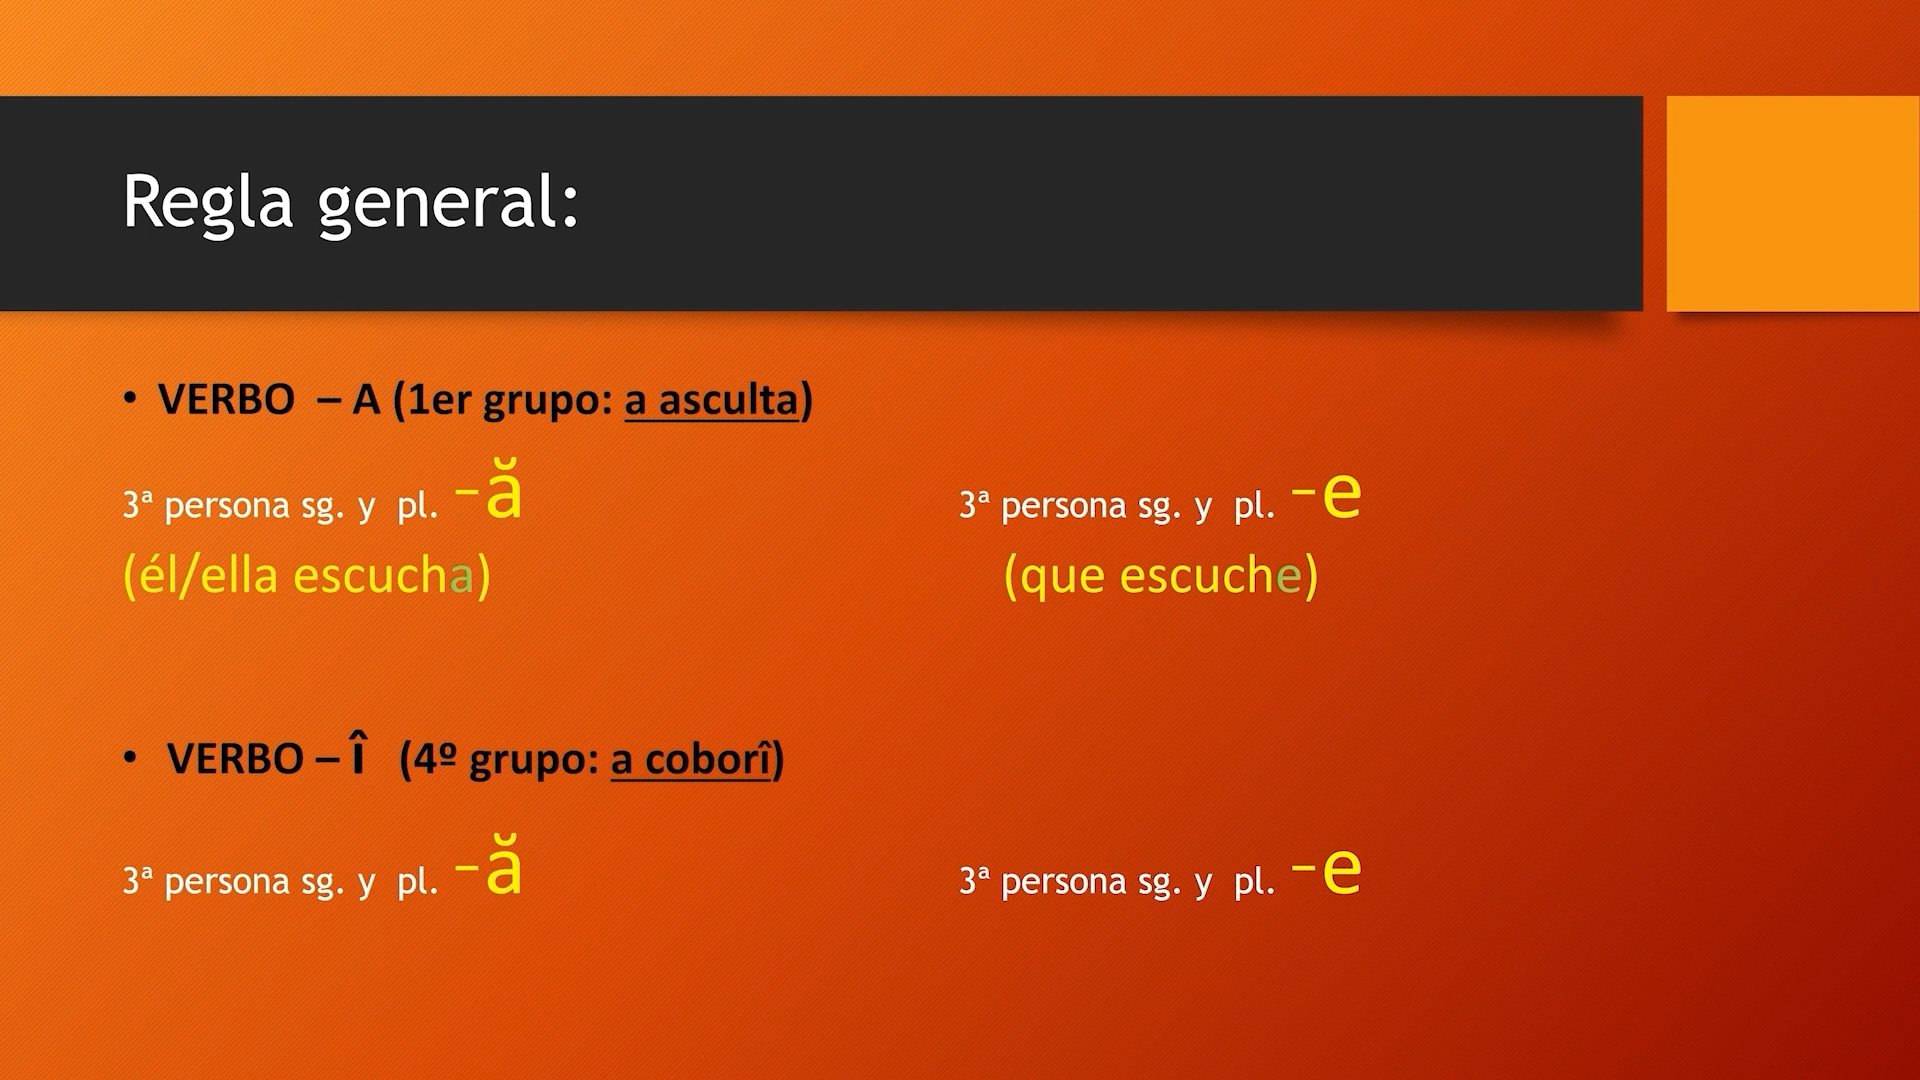 Regla general:
• VERBO – A (1er grupo: a asculta)
3ª persona sg. y pl. –ă 3ª persona sg. y pl. –e
(él/ella escucha) (que escuche)
• VERBO – î (4º grupo: a coborî)
3ª persona sg. y pl. –ă 3ª persona sg. y pl. –e